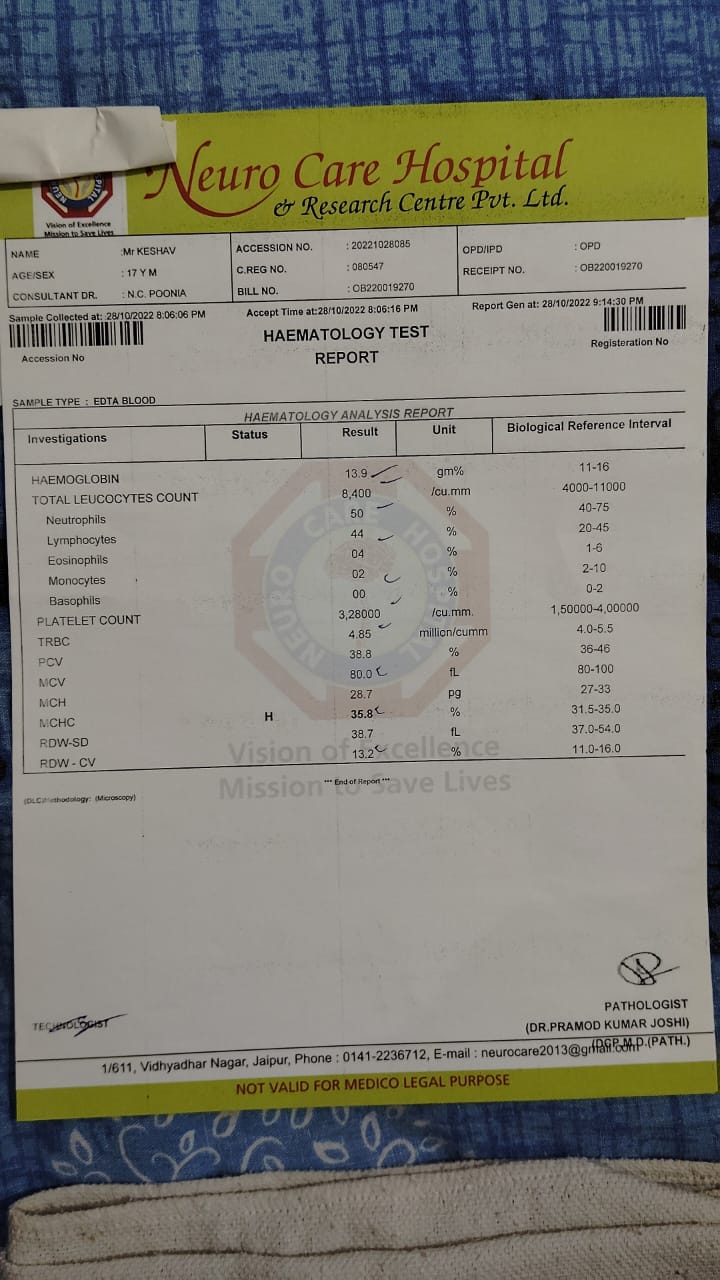 Neuro Care Hospital
& Research Centre Pvt. Ltd.
Vision of Excellence
Mission to Save Lives
NAME :Mr KESHAV ACCESSION NO. : 20221028085 OPD/IPD : OPD
AGE/SEX : 17 Y M C.REG NO. : 080547 RECEIPT NO. : OB220019270
CONSULTANT DR. : N.C. POONIA BILL NO. : OB220019270
Sample Collected at: 28/10/2022 8:06:06 PM Accept Time at:28/10/2022 8:06:16 PM Report Gen at: 28/10/2022 9:14:30 PM
HAEMATOLOGY TEST
REPORT
Accession No Registeration No
SAMPLE TYPE : EDTA BLOOD
HAEMATOLOGY ANALYSIS REPORT
Investigations Status Result Unit Biological Reference Interval
HAEMOGLOBIN 13.9 gm% 11-16
TOTAL LEUCOCYTES COUNT 8,400 /cu.mm 4000-11000
Neutrophils 50 % 40-75
Lymphocytes 44 % 20-45
Eosinophils 04 % 1-6
Monocytes 02 % 2-10
Basophils 00 % 0-2
PLATELET COUNT 3,28000 /cu.mm. 1,50000-4,00000
TRBC 4.85 million/cumm 4.0-5.5
PCV 38.8 % 36-46
MCV 80.0 fL 80-100
MCH 28.7 pg 27-33
MCHC H 35.8 % 31.5-35.0
RDW-SD 38.7 fL 37.0-54.0
RDW - CV 13.2 % 11.0-16.0
*** End of Report ***
(DLC)Methodology: (Microscopy)
NEURO CARE HOSPITAL
Vision of Excellence
Mission to Save Lives
TECHNOLOGIST
PATHOLOGIST
(DR.PRAMOD KUMAR JOSHI)
(DCP,M.D.(PATH.)
1/611, Vidhyadhar Nagar, Jaipur, Phone : 0141-2236712, E-mail : neurocare2013@gmail.com
NOT VALID FOR MEDICO LEGAL PURPOSE